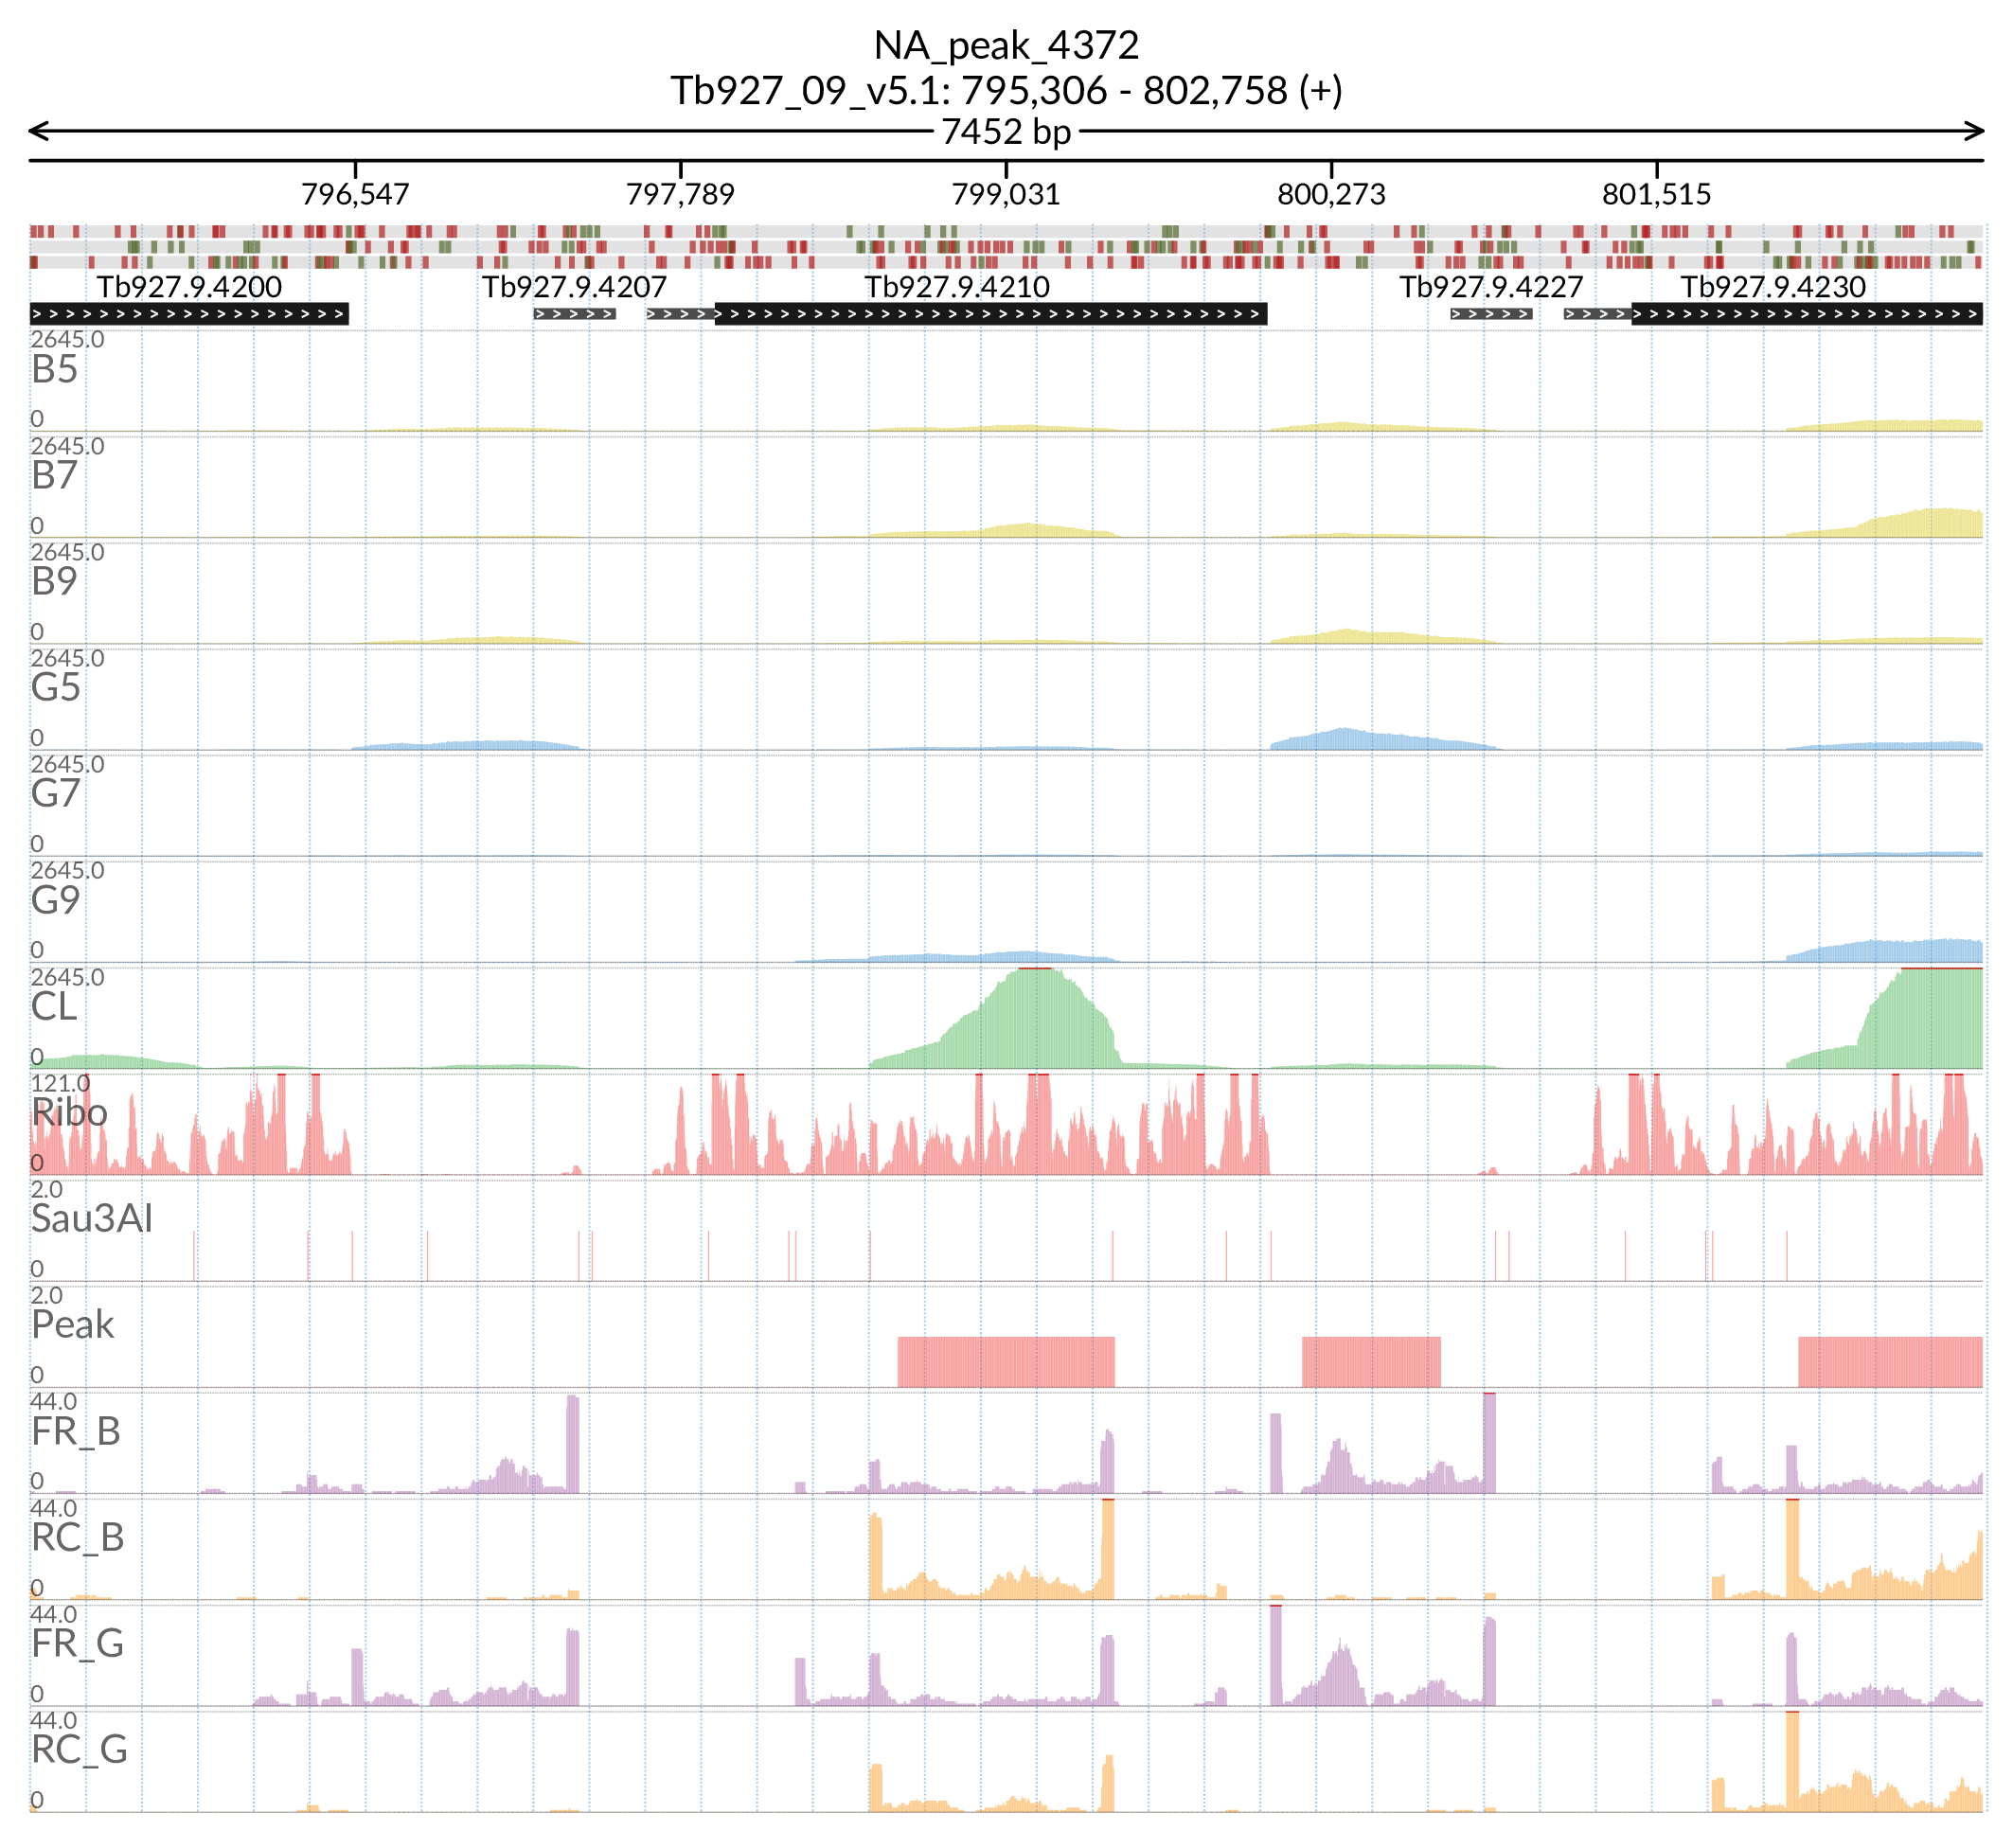 NA_peak_4372
Tb927_09_v5.1: 795,306 - 802,758 (+)
7452 bp
796,547 797,789 799,031 800,273 801,515
Tb927.9.4200 Tb927.9.4207 Tb927.9.4210 Tb927.9.4227 Tb927.9.4230
2645.0
B5
0
2645.0
B7
0
2645.0
B9
0
2645.0
G5
0
2645.0
G7
0
2645.0
G9
0
2645.0
CL
0
121.0
Ribo
0
2.0
Sau3AI
0
2.0
Peak
0
44.0
FR_B
0
44.0
RC_B
0
44.0
FR_G
0
44.0
RC_G
0